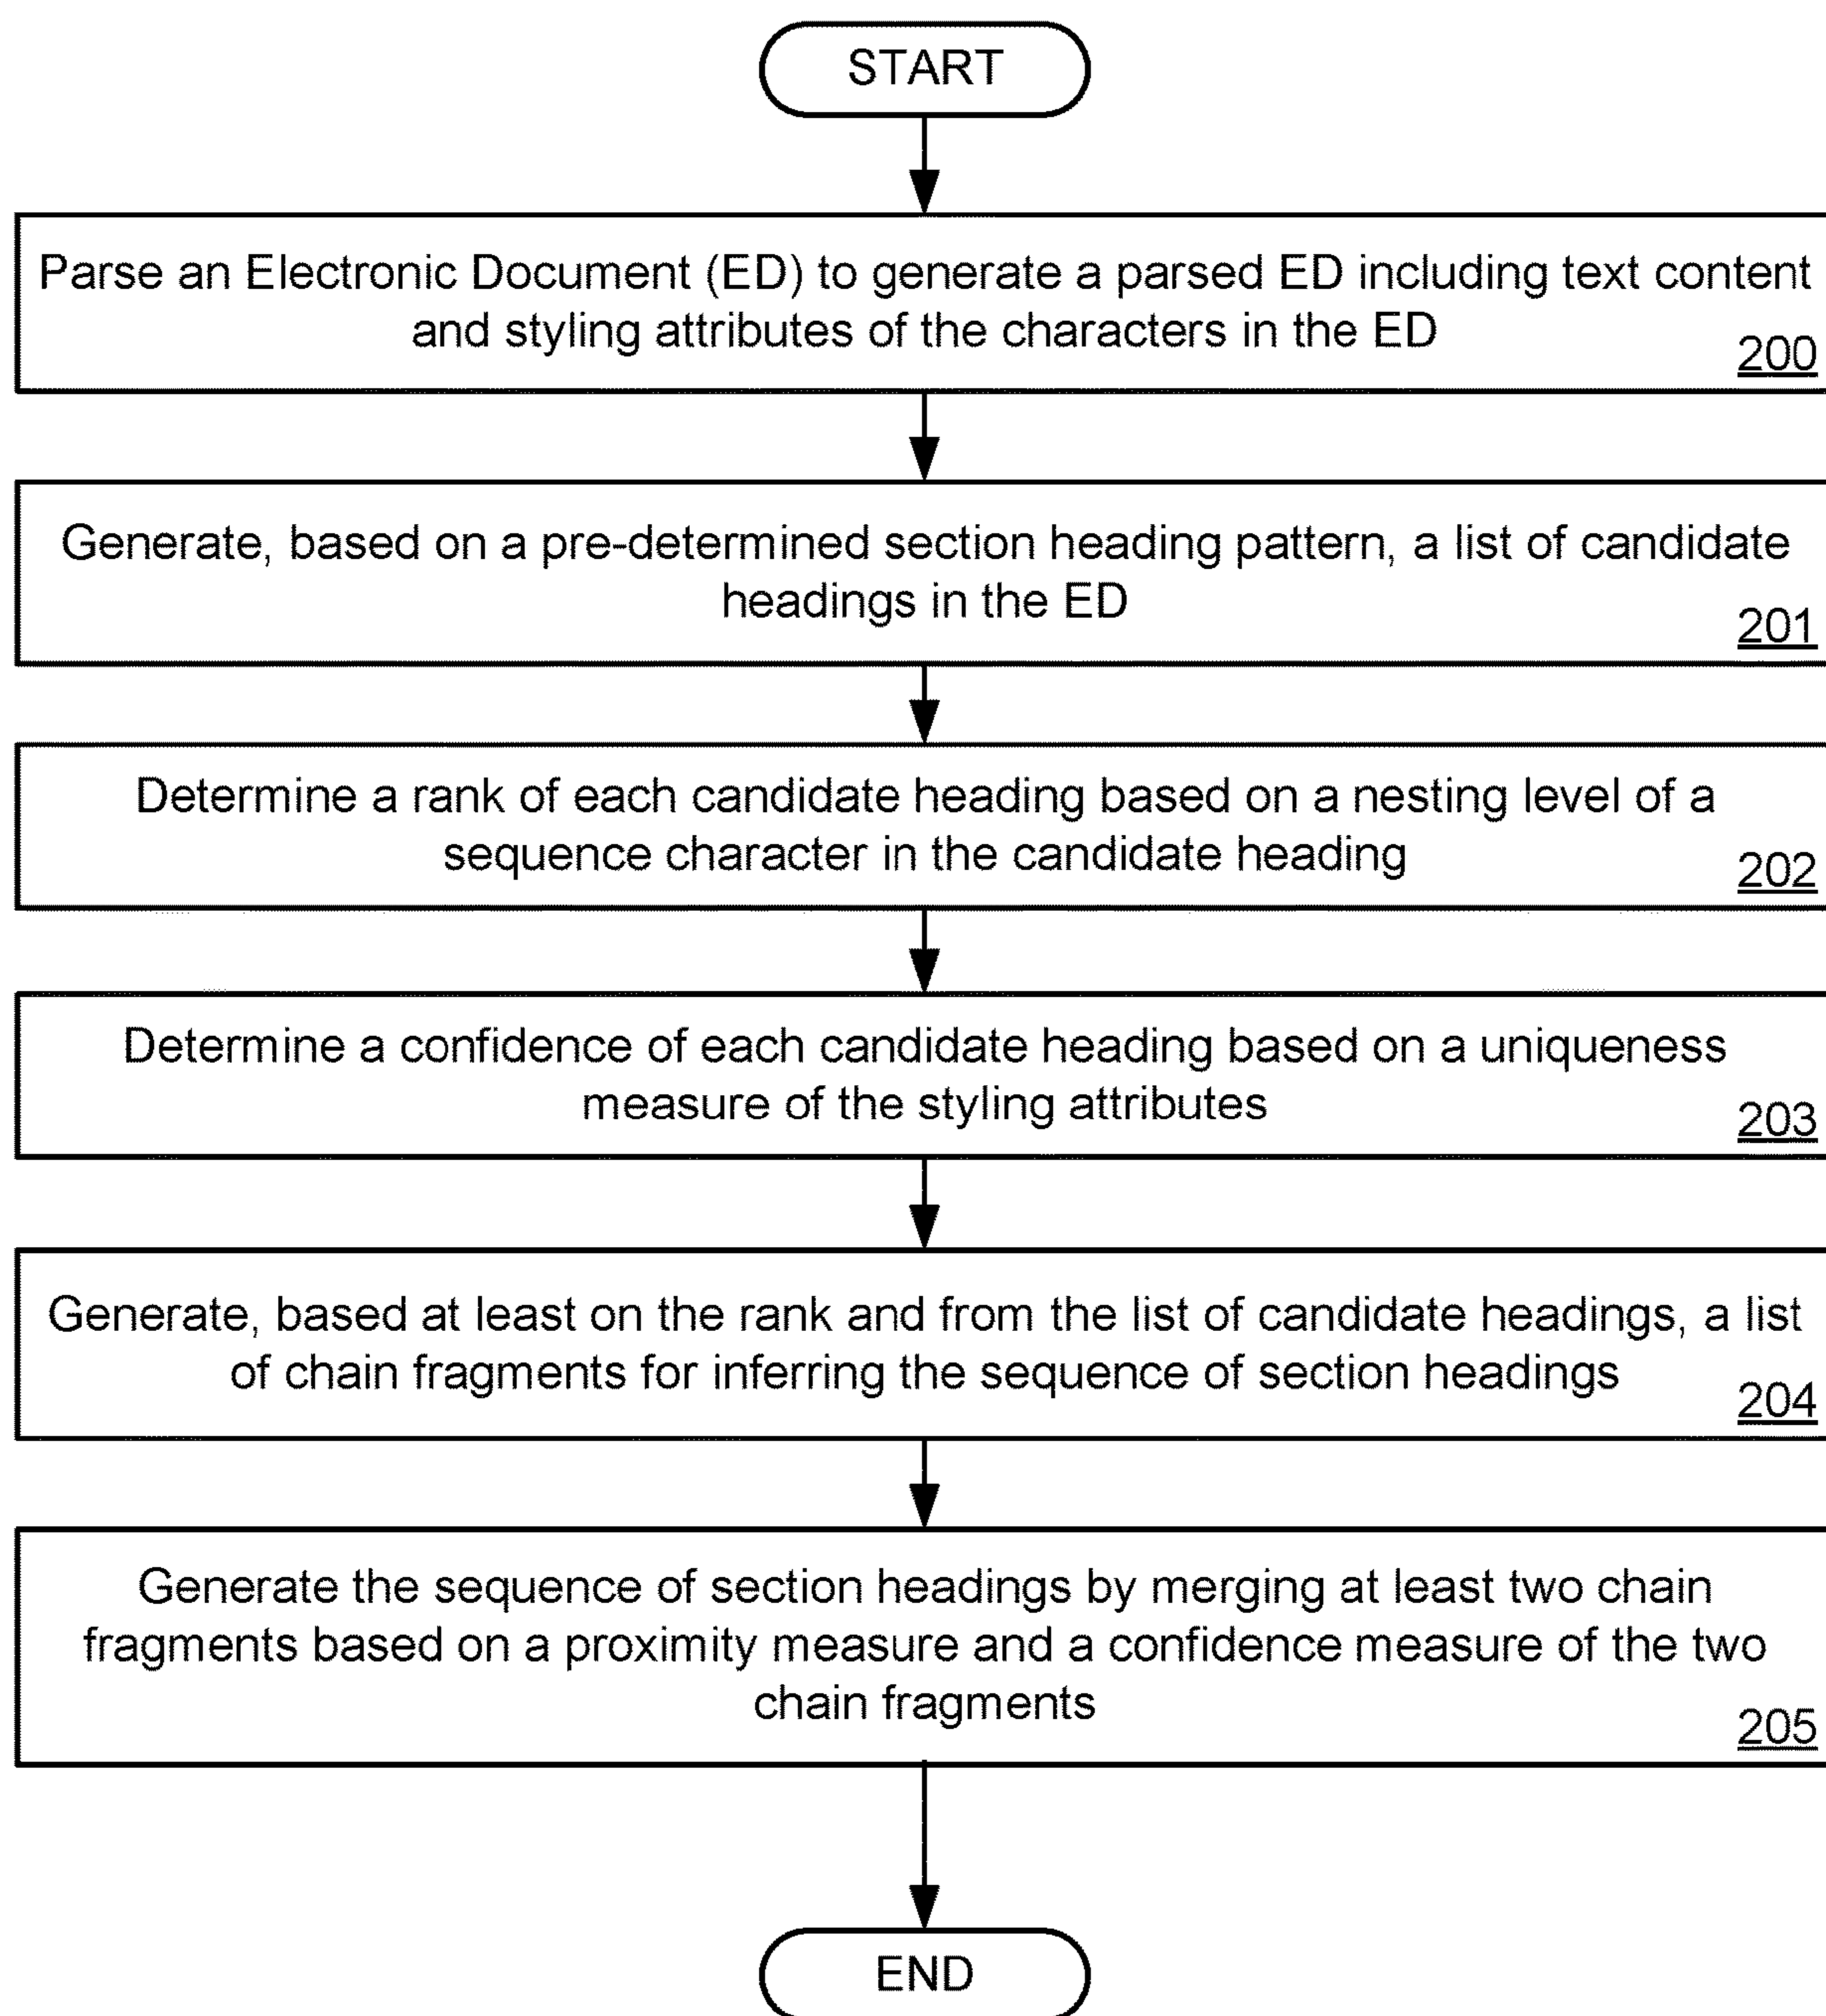 START
Parse an Electronic Document (ED) to generate a parsed ED including text content
and styling attributes of the characters in the ED
200
Generate, based on a pre-determined section heading pattern, a list of candidate
headings in the ED
201
Determine a rank of each candidate heading based on a nesting level of a
sequence character in the candidate heading
202
Determine a confidence of each candidate heading based on a uniqueness
measure of the styling attributes
203
Generate, based at least on the rank and from the list of candidate headings, a list
of chain fragments for inferring the sequence of section headings
204
Generate the sequence of section headings by merging at least two chain
fragments based on a proximity measure and a confidence measure of the two
chain fragments
205
END